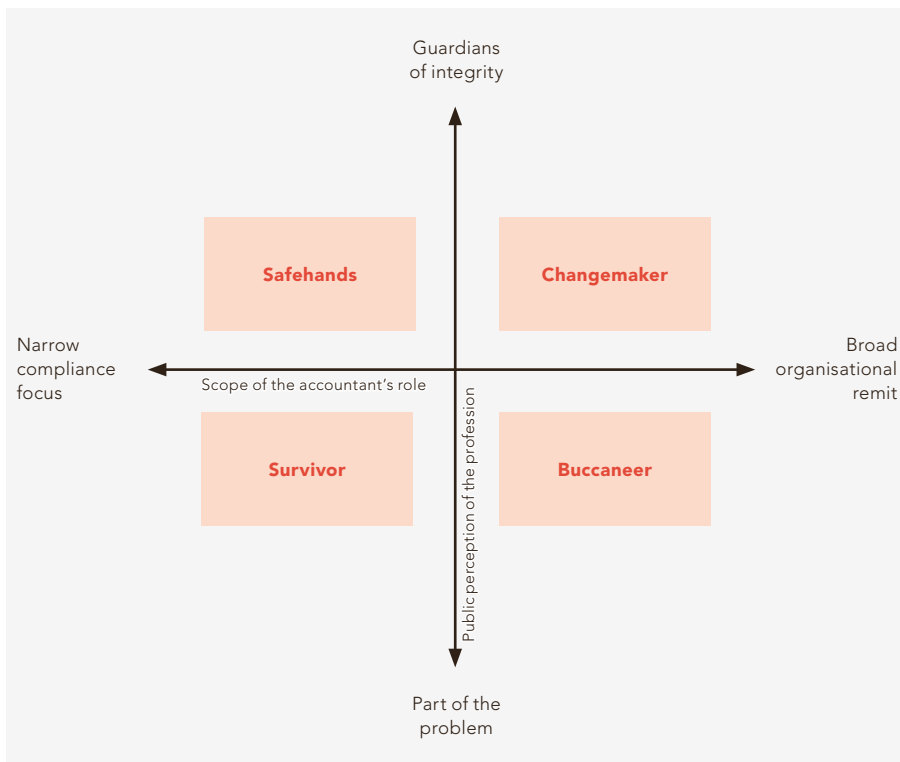 Guardians
of integrity
Safehands
Changemaker
Narrow
compliance
focus
Scope of the accountant's role
Broad
organisational
remit
Public perception of the profession
Survivor
Buccaneer
Part of the
problem